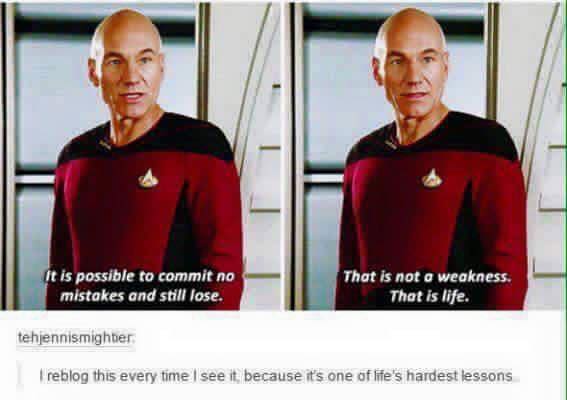 It is possible to commit no
mistakes and still lose.
That is not a weakness.
That is life.
tehjennismightier:
I reblog this every time I see it, because it's one of life's hardest lessons.